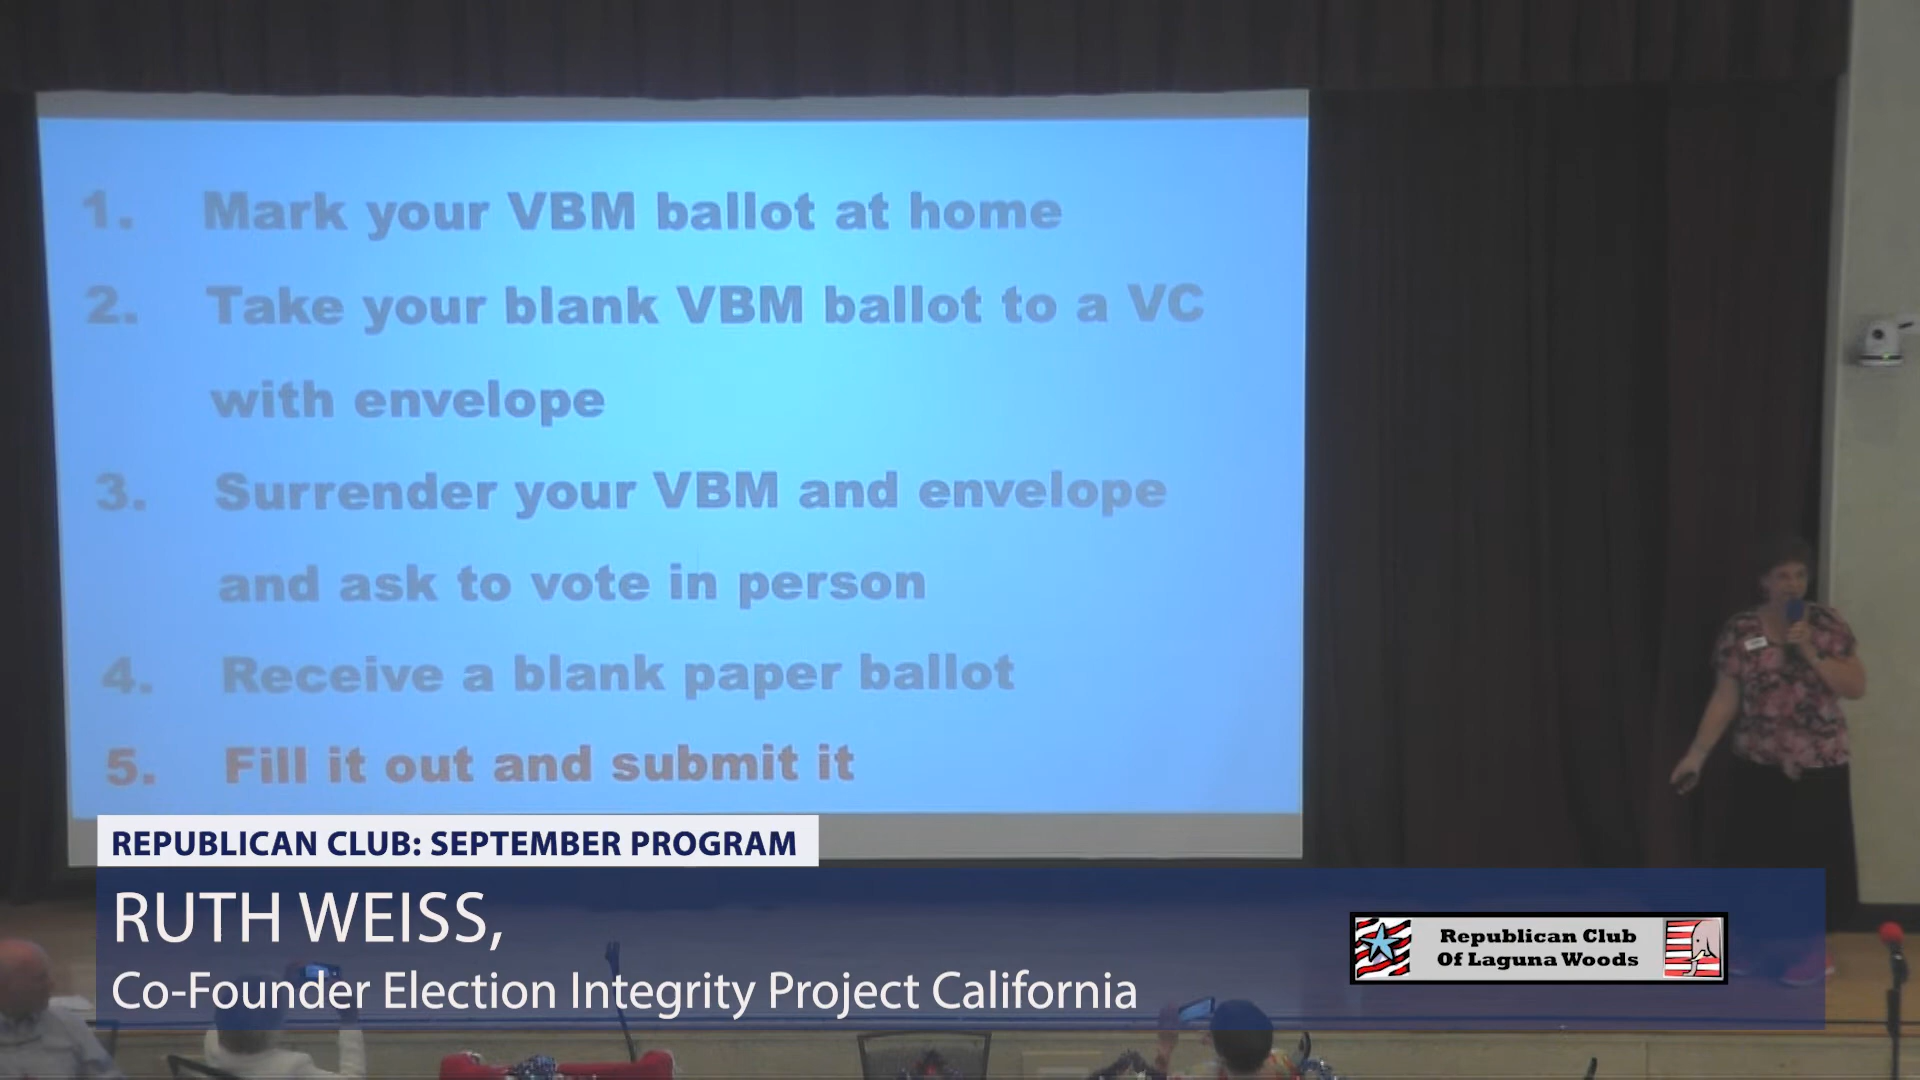 1. Mark your VBM ballot at home
2. Take your blank VBM ballot to a VC
with envelope
3. Surrender your VBM and envelope
and ask to vote in person
4. Receive a blank paper ballot
5. Fill it out and submit it
REPUBLICAN CLUB: SEPTEMBER PROGRAM
RUTH WEISS,
Co-Founder Election Integrity Project California
Republican Club
Of Laguna Woods